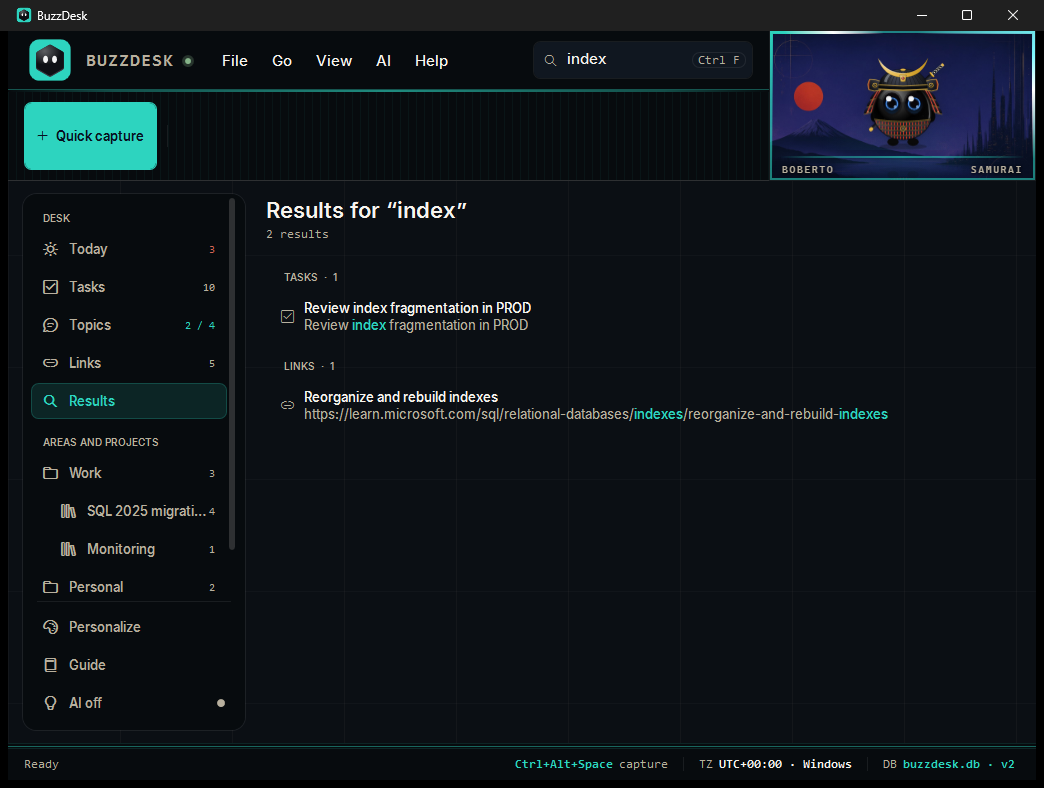 BuzzDesk
BUZZDESK File Go View AI Help index Ctrl F
+ Quick capture
BOBERTO SAMURAI
DESK
Today 3
Tasks 10
Topics 2 / 4
Links 5
Results
AREAS AND PROJECTS
Work 3
SQL 2025 migrati... 4
Monitoring 1
Personal 2
Personalize
Guide
AI off
Results for “index”
2 results
TASKS · 1
Review index fragmentation in PROD
Review index fragmentation in PROD
LINKS · 1
Reorganize and rebuild indexes
https://learn.microsoft.com/sql/relational-databases/indexes/reorganize-and-rebuild-indexes
Ready Ctrl+Alt+Space capture TZ UTC+00:00 · Windows DB buzzdesk.db · v2